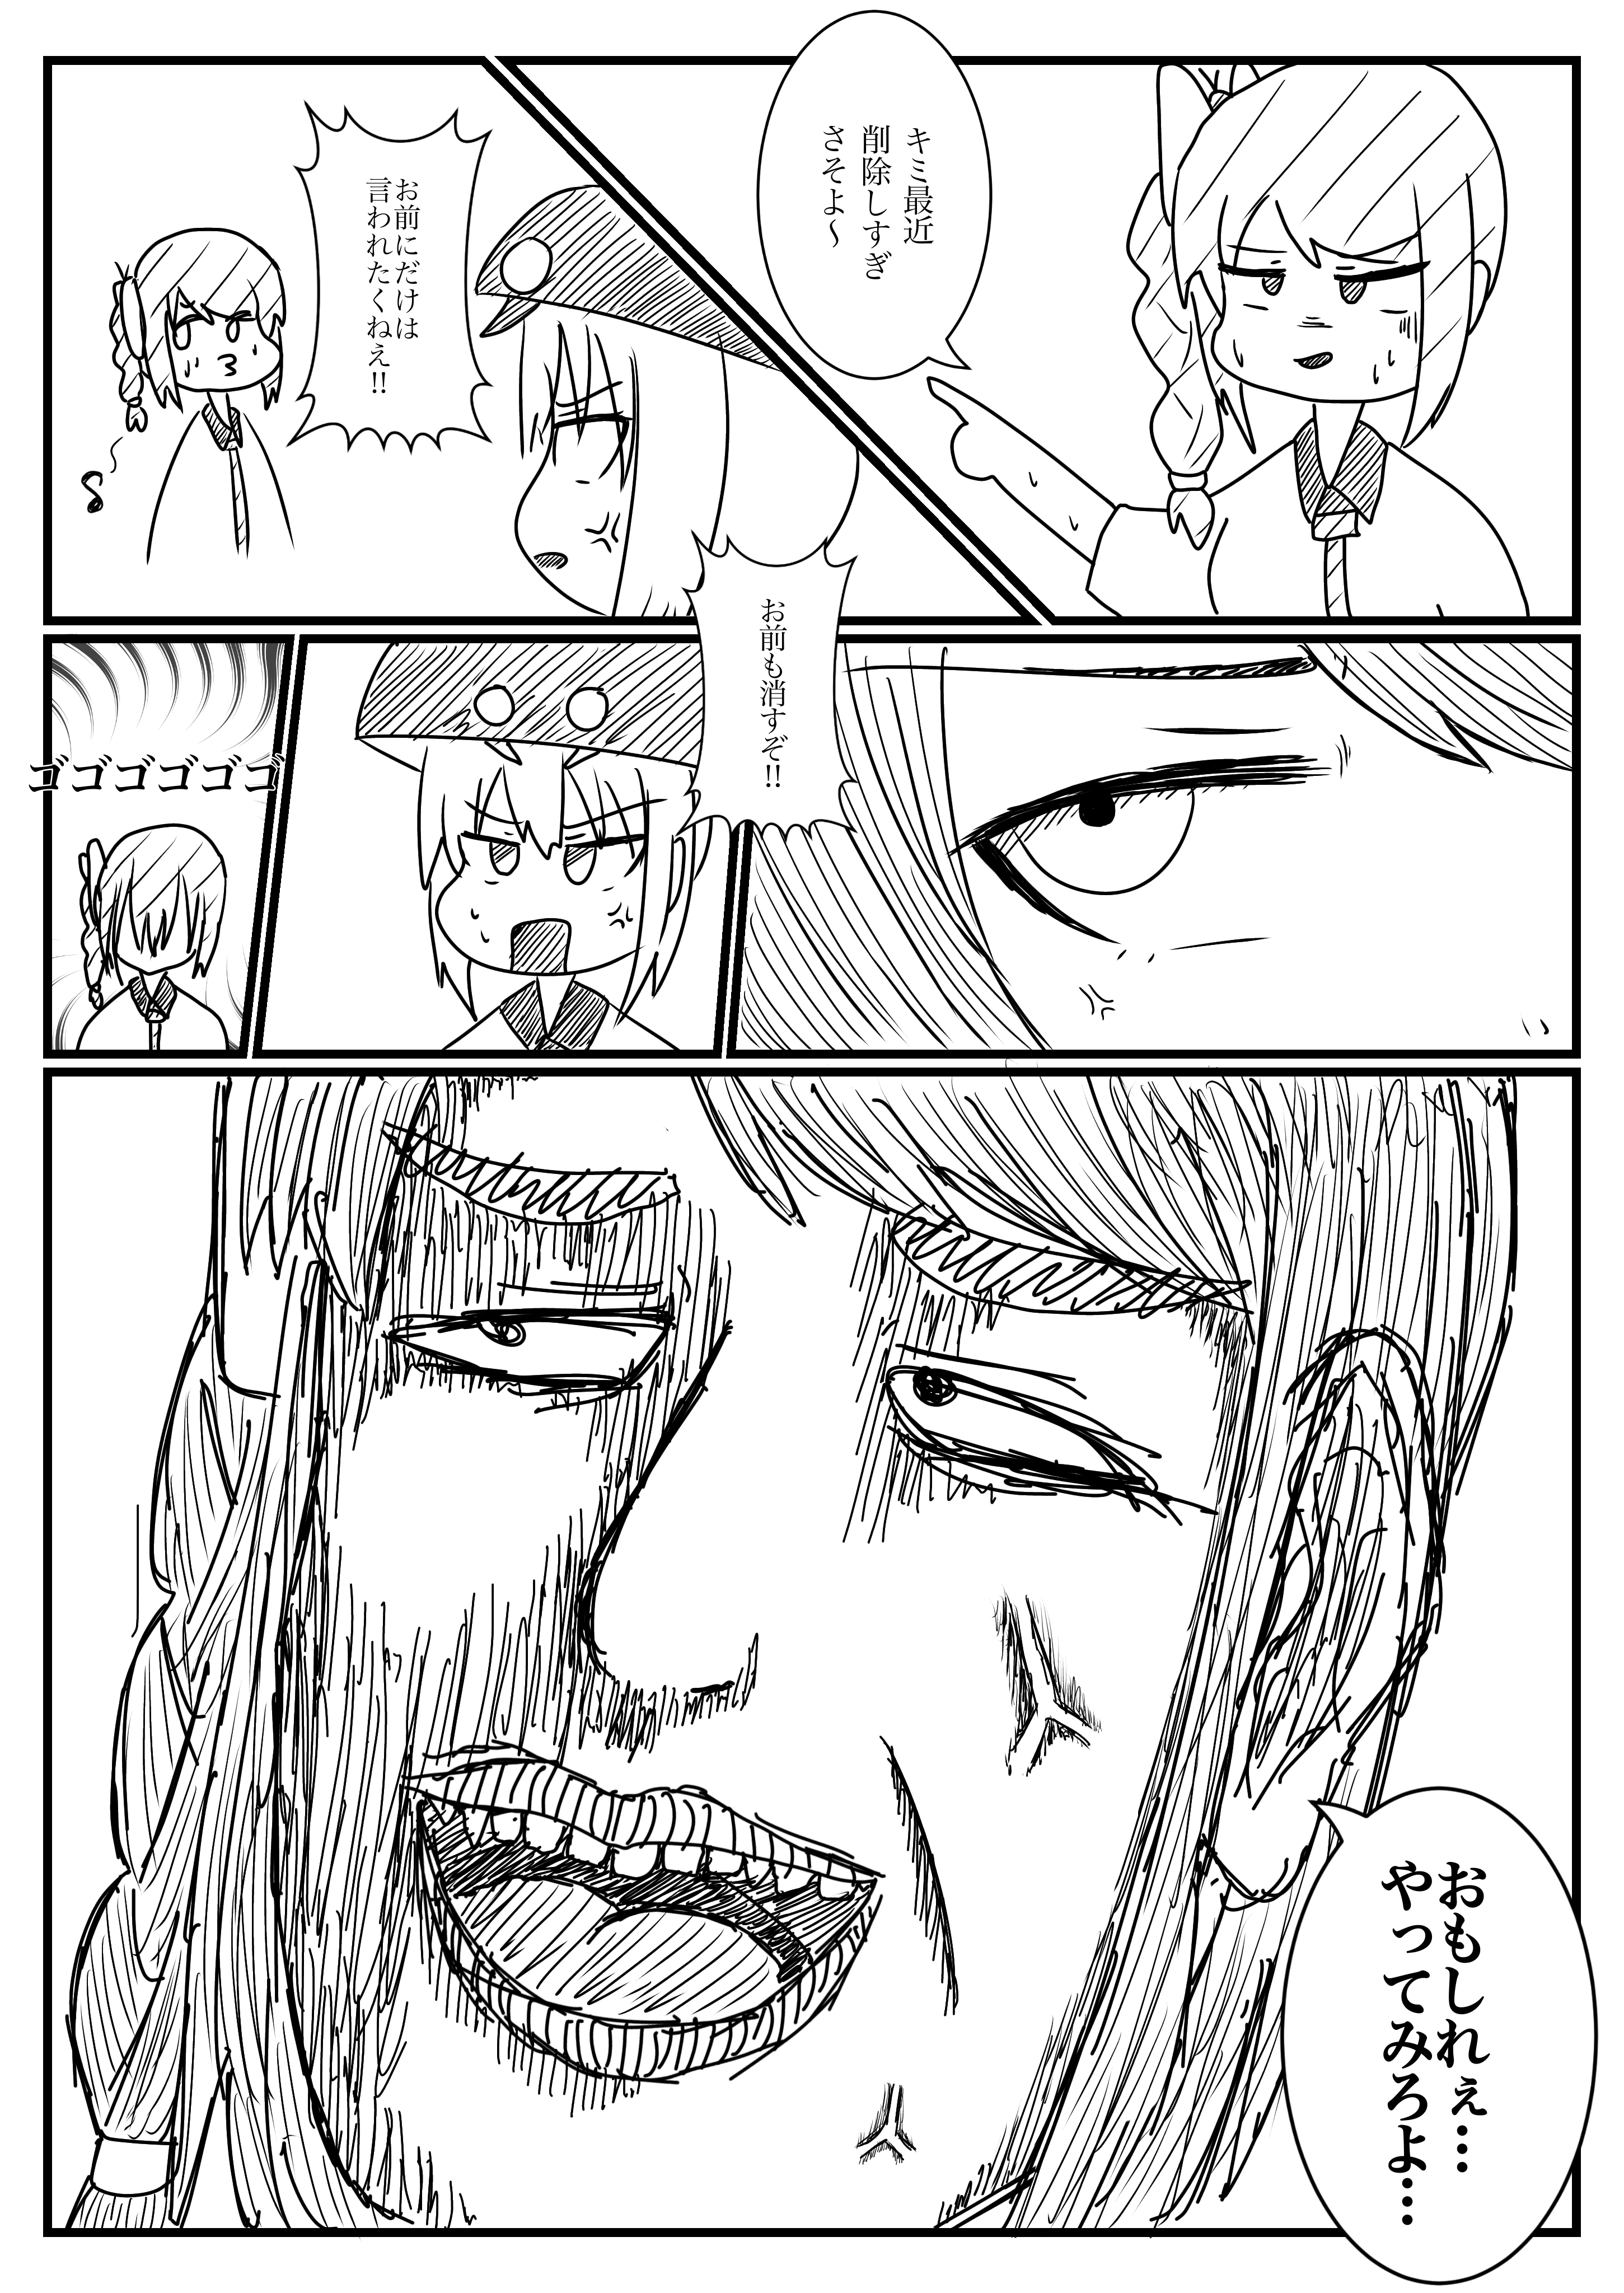 キミ最近
削除しすぎ
さそよ～
お前にだけは
言われたくねえ!!
お前も消すぞ!!
ゴゴゴゴゴゴ
おもしれぇ…
やってみろよ…